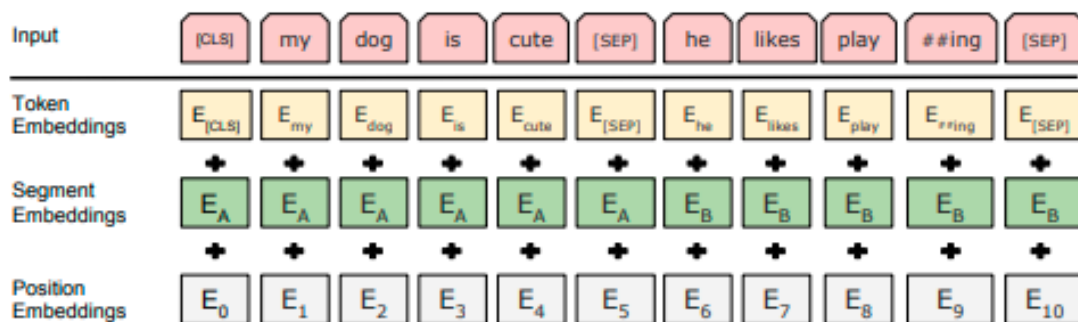 Input [CLS] my dog is cute [SEP] he likes play ##ing [SEP]
Token Embeddings E[CLS] Emy Edog Eis Ecute E[SEP] Ehe Elikes Eplay E##ing E[SEP]
Segment Embeddings EA EA EA EA EA EA EB EB EB EB EB
Position Embeddings E0 E1 E2 E3 E4 E5 E6 E7 E8 E9 E10